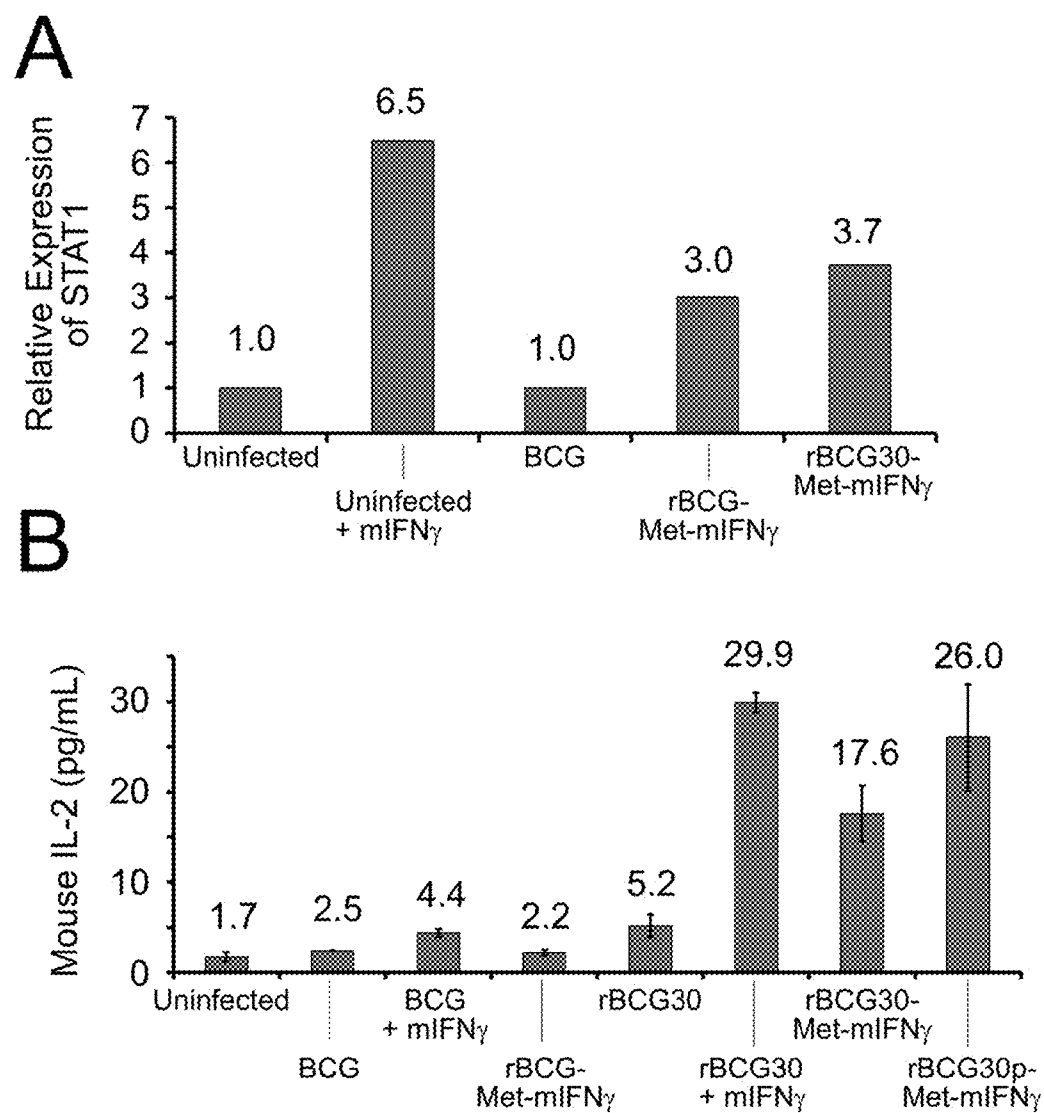 A
Relative Expression
of STAT1
7
6
5
4
3
2
1
0
1.0
6.5
1.0
3.0
3.7
Uninfected
Uninfected
+ mIFNγ
BCG
rBCG-
Met-mIFNγ
rBCG30-
Met-mIFNγ
B
Mouse IL-2 (pg/mL)
30
20
10
0
1.7
2.5
4.4
2.2
5.2
29.9
17.6
26.0
Uninfected
BCG
BCG
+ mIFNγ
rBCG-
Met-mIFNγ
rBCG30
rBCG30
+ mIFNγ
rBCG30-
Met-mIFNγ
rBCG30p-
Met-mIFNγ